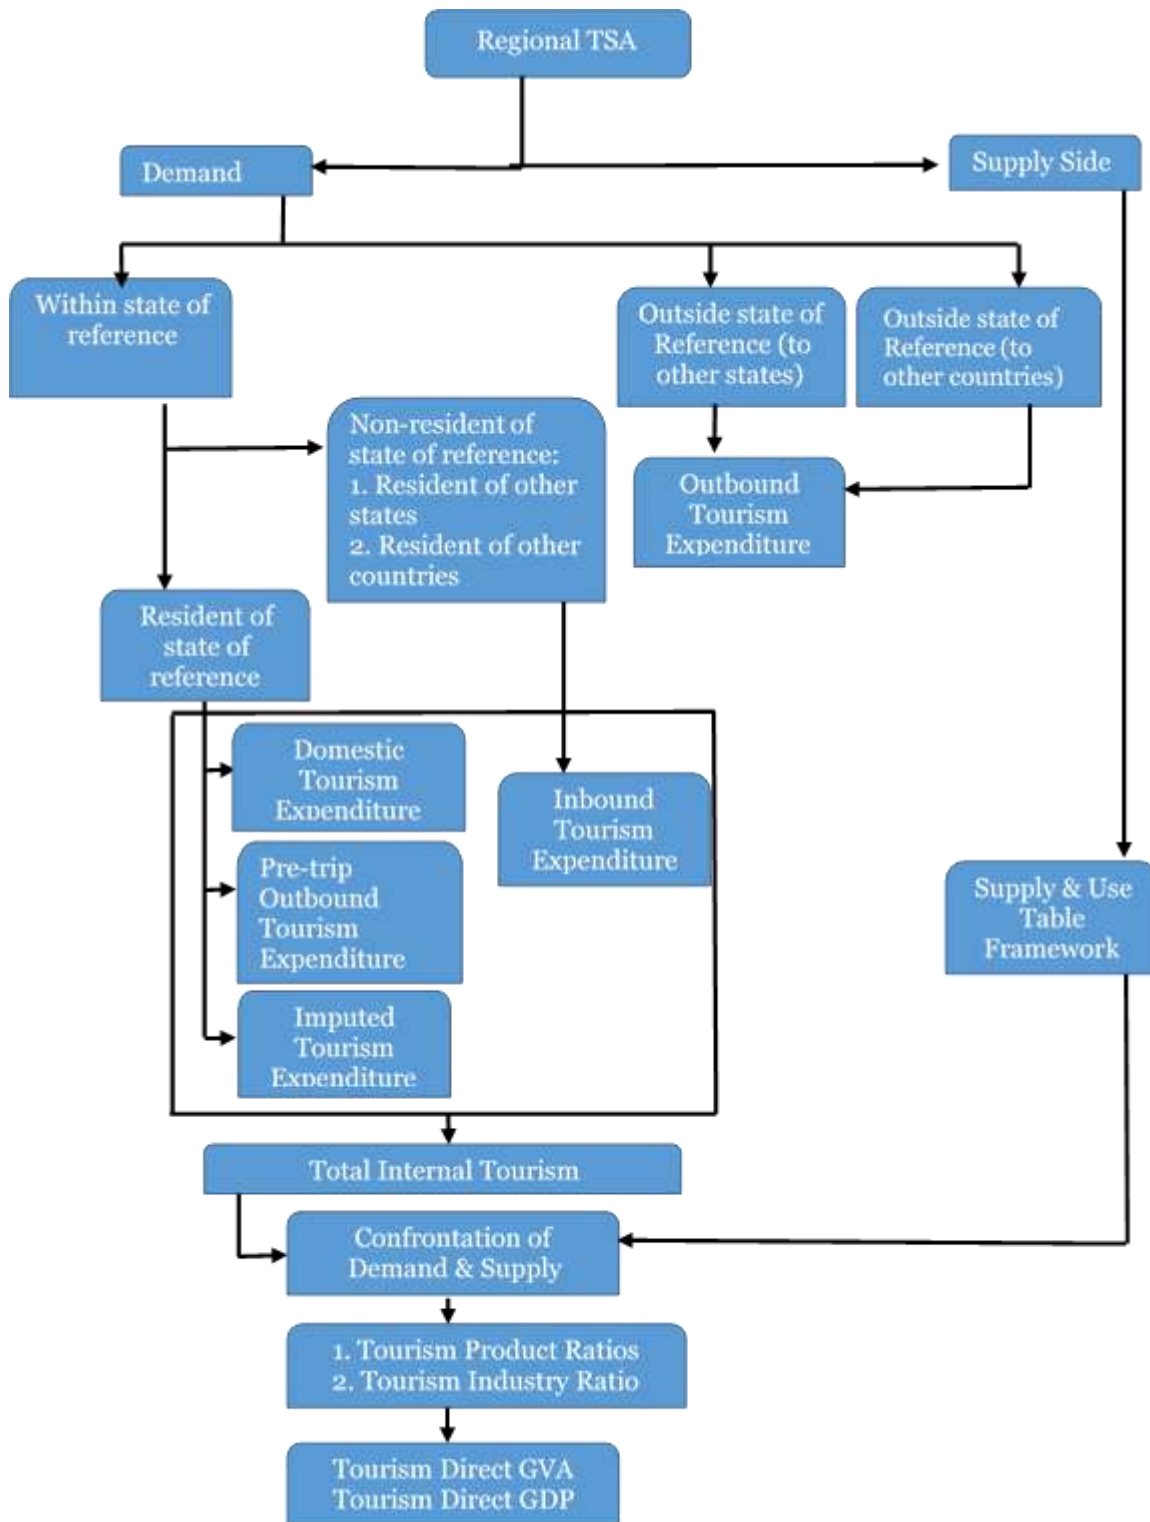 Regional TSA
Demand
Supply Side
Within state of
reference
Outside state of
Reference (to
other states)
Outside state of
Reference (to
other countries)
Non-resident of
state of reference:
1. Resident of other
states
2. Resident of other
countries
Outbound
Tourism
Expenditure
Resident of
state of
reference
Domestic
Tourism
Expenditure
Inbound
Tourism
Expenditure
Pre-trip
Outbound
Tourism
Expenditure
Supply & Use
Table
Framework
Imputed
Tourism
Expenditure
Total Internal Tourism
Confrontation of
Demand & Supply
1. Tourism Product Ratios
2. Tourism Industry Ratio
Tourism Direct GVA
Tourism Direct GDP